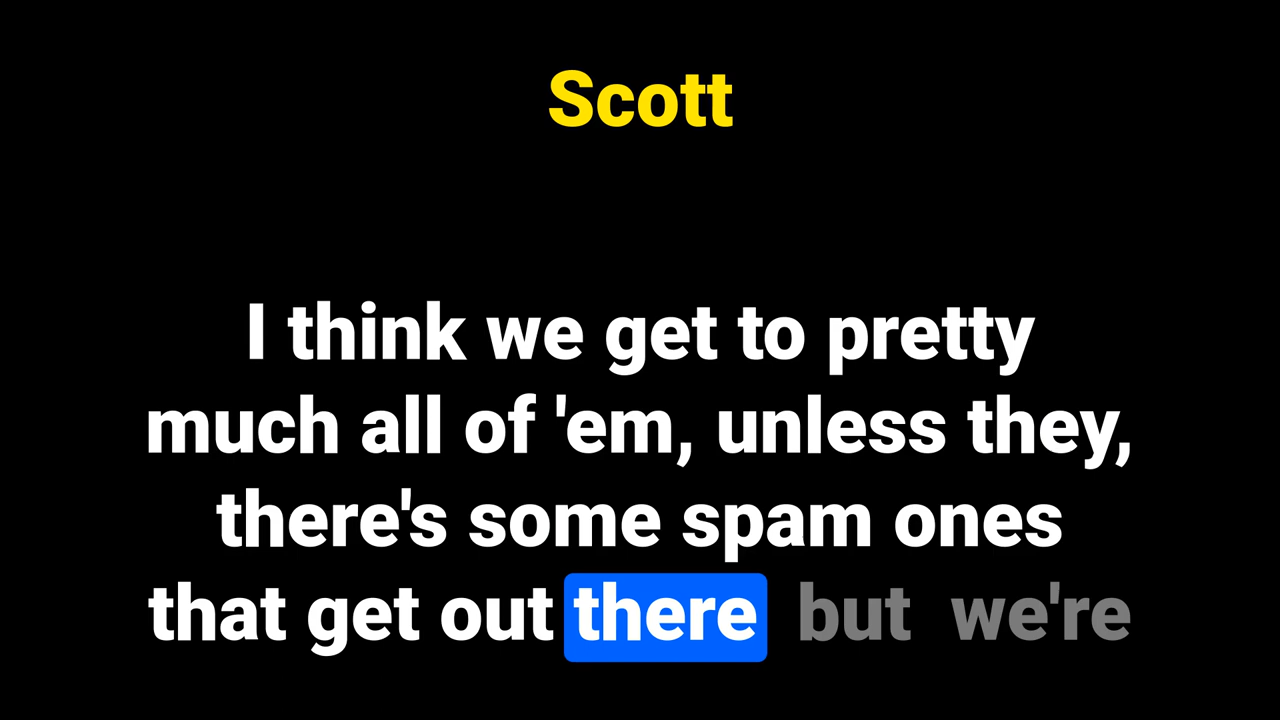 Scott
I think we get to pretty
much all of 'em, unless they,
there's some spam ones
that get out there but we're